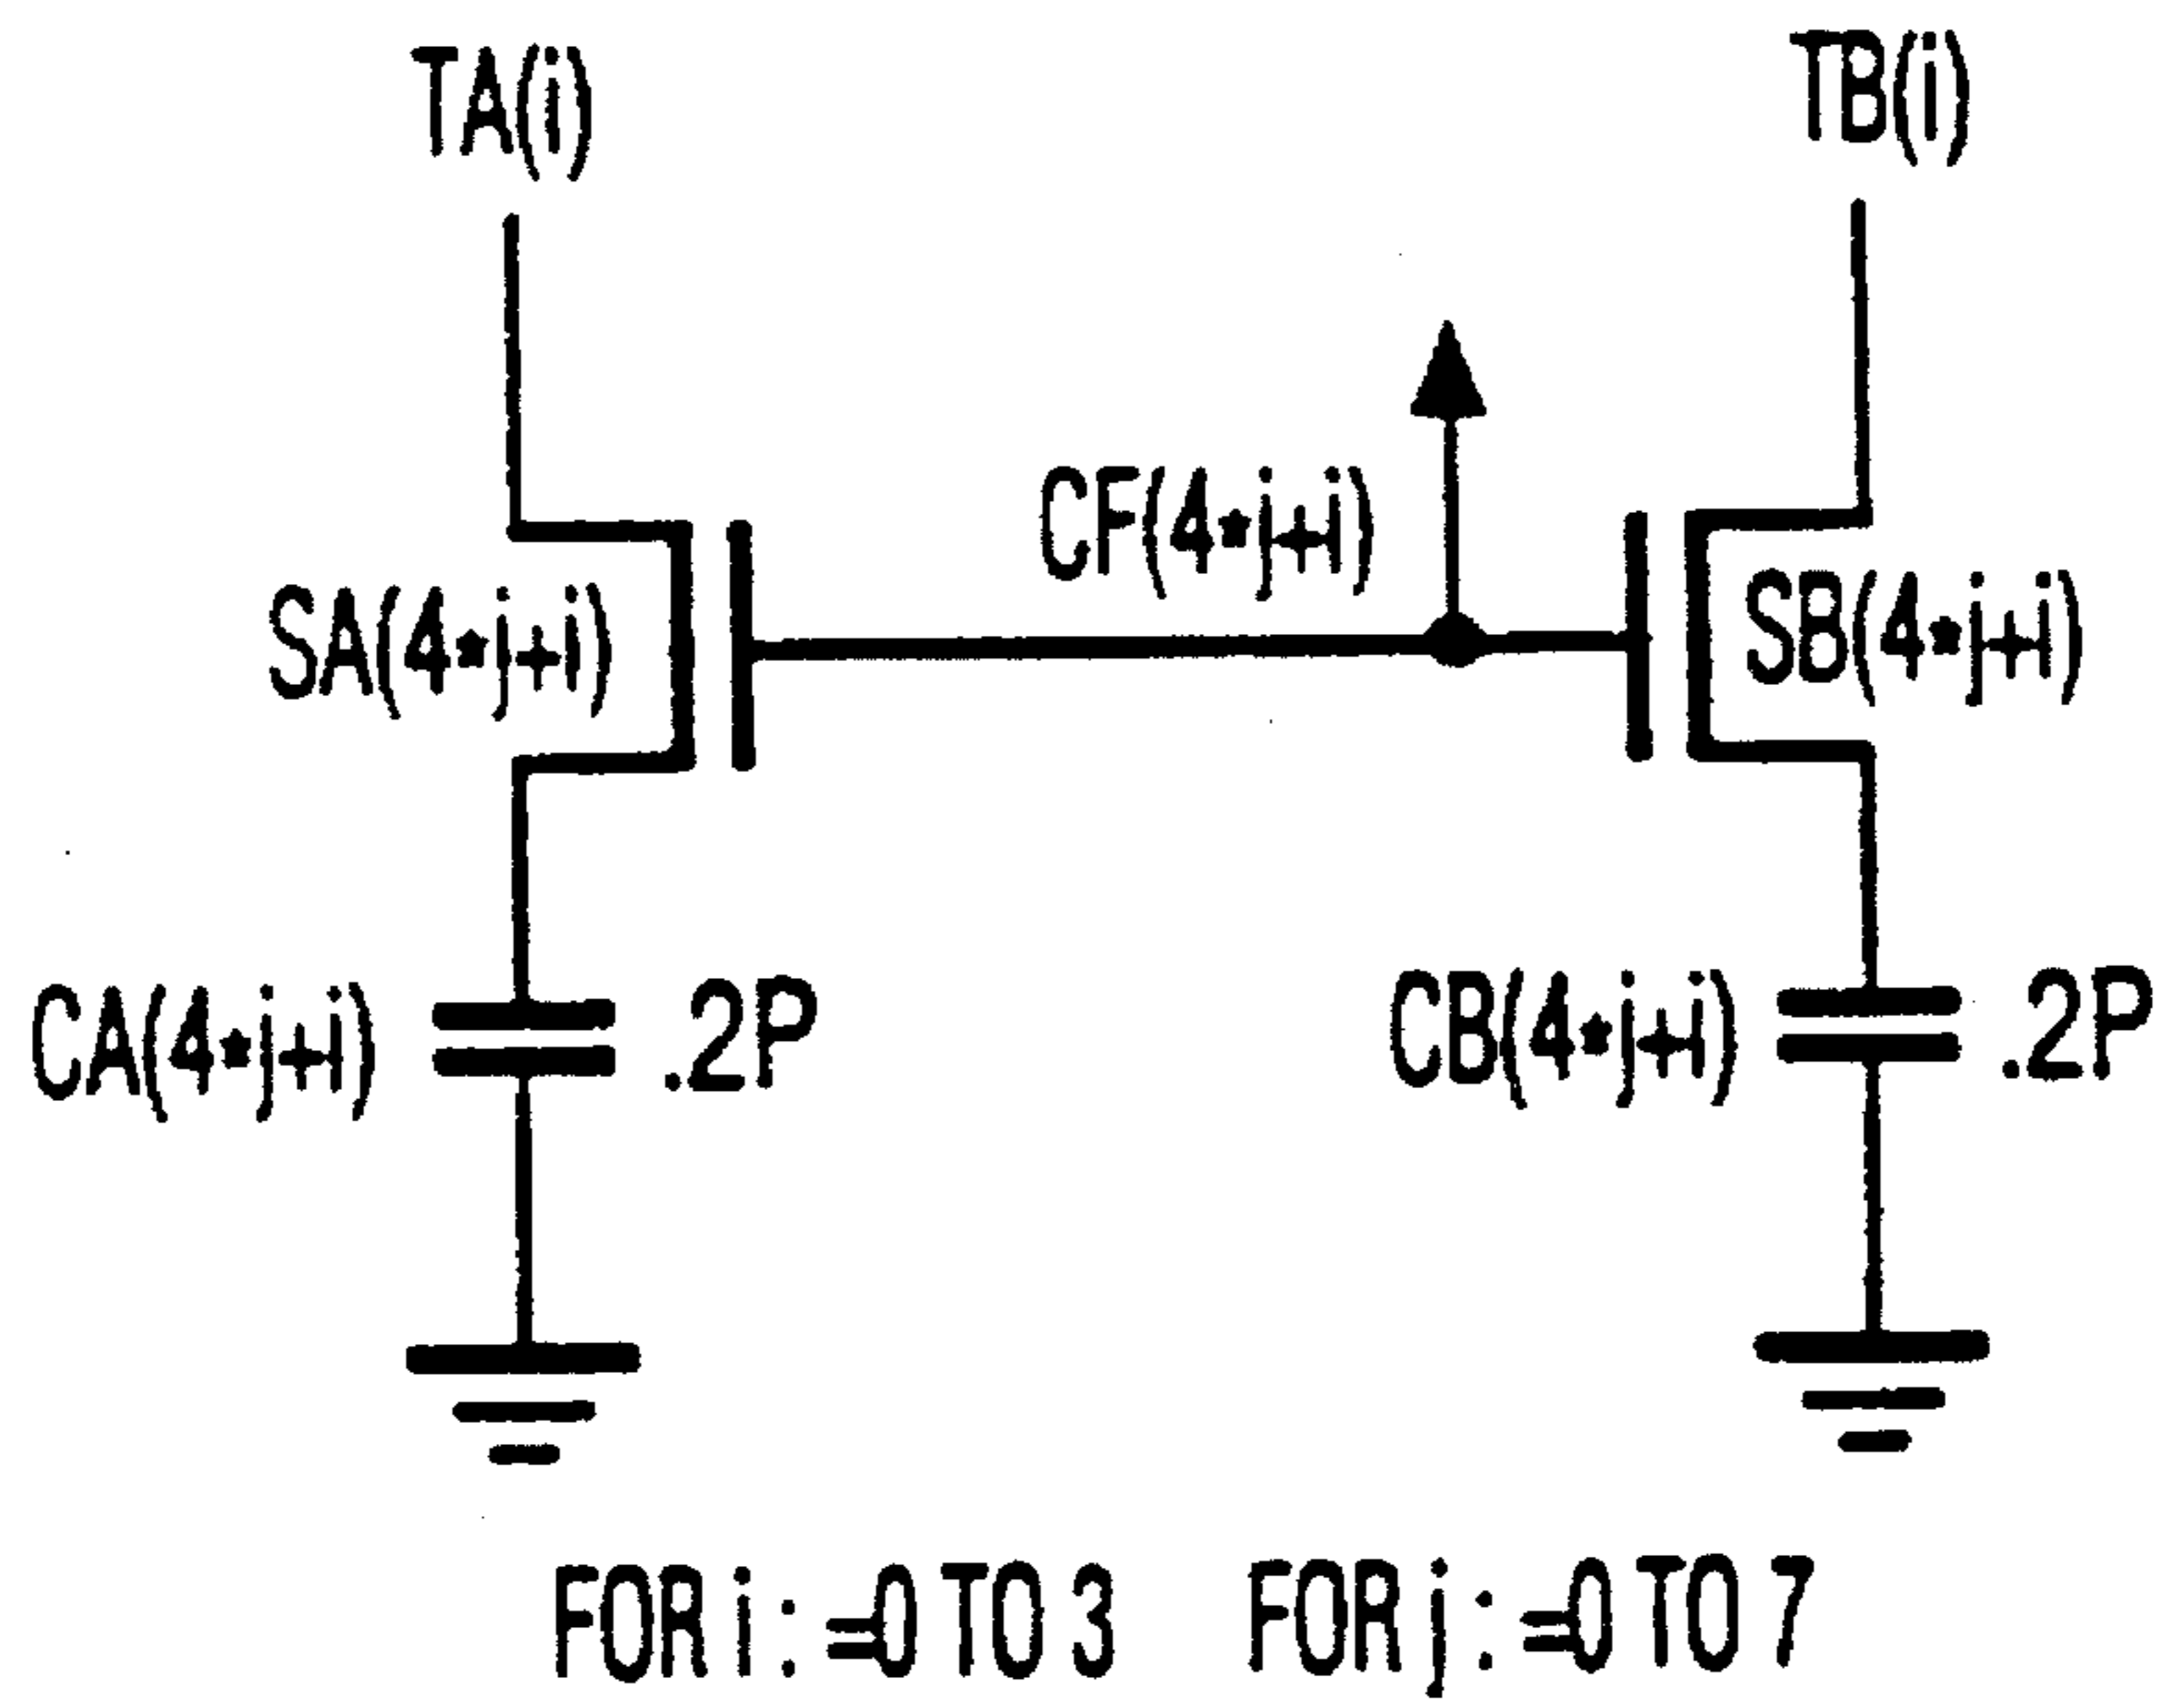 TA(i)
TB(i)
CF(4*j+i)
SA(4*j+i)
SB(4*j+i)
CA(4*j+i)
.2P
CB(4*j+i)
.2P
FOR i:=0 TO 3 FOR j:=0 TO 7